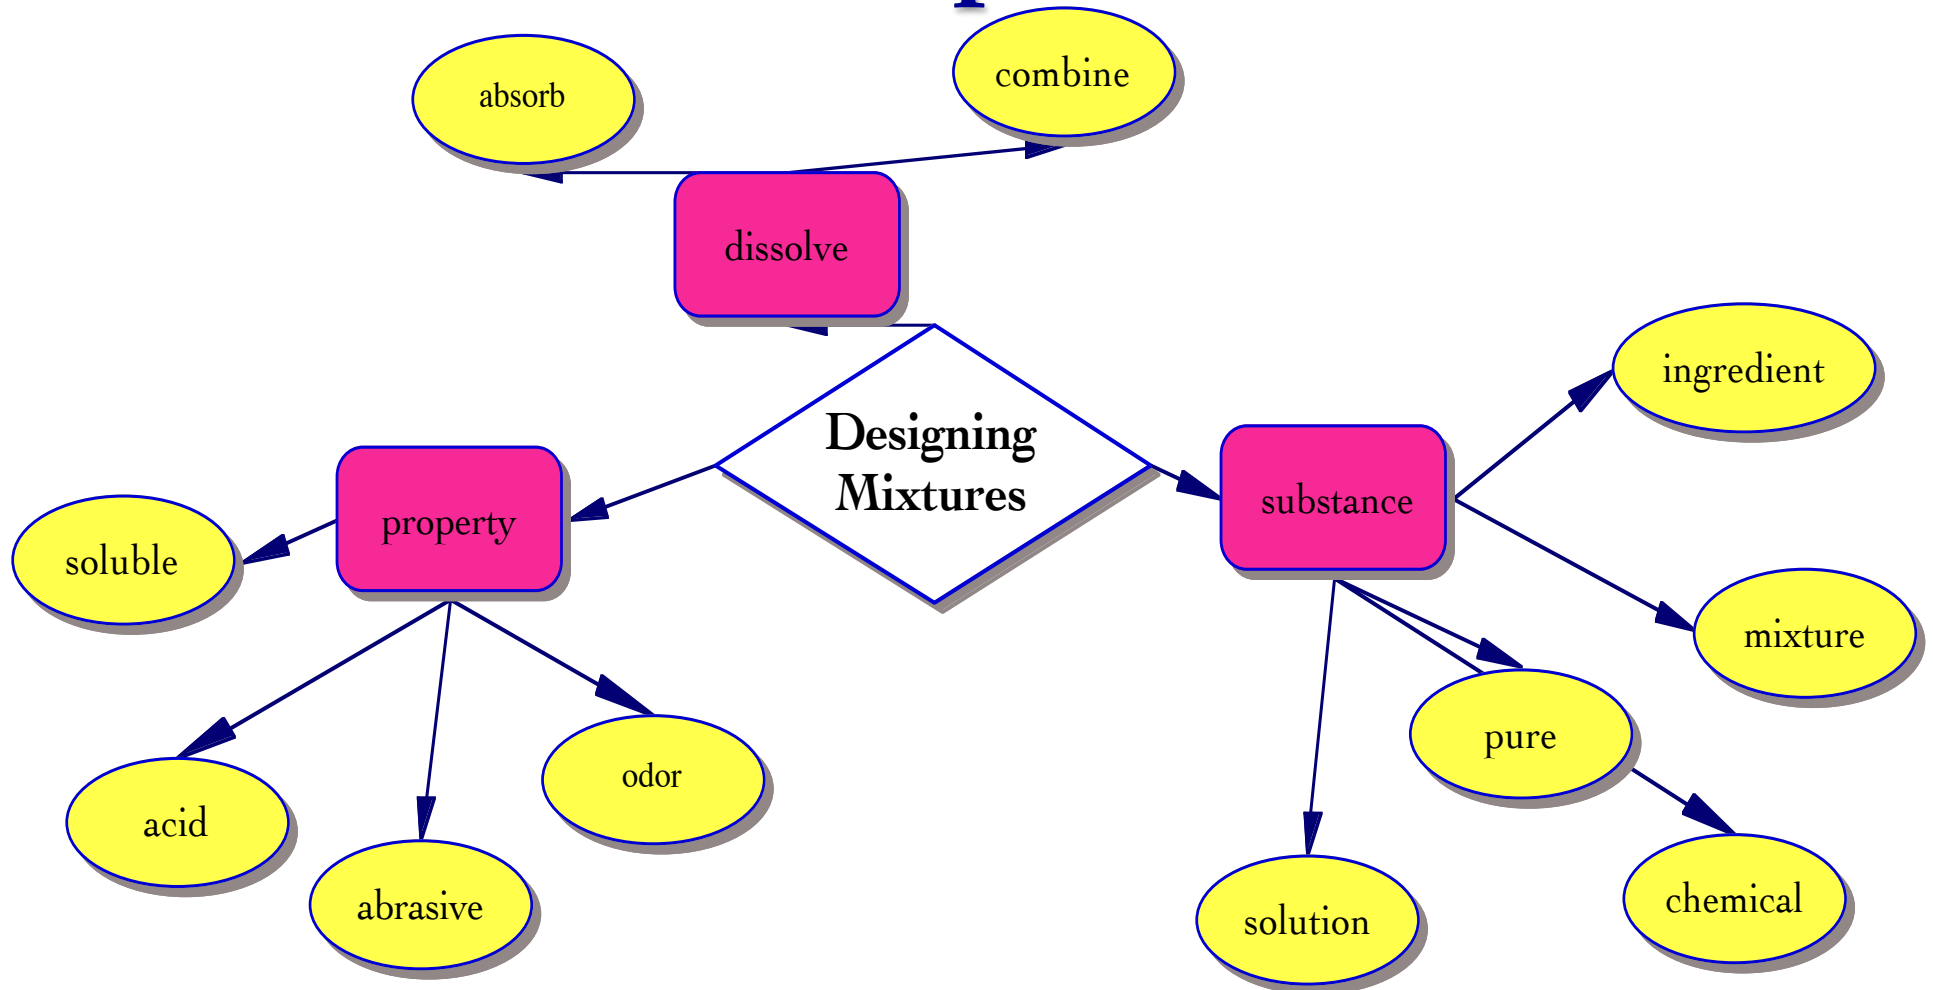 absorb
combine
dissolve
Designing
Mixtures
ingredient
property
substance
soluble
mixture
pure
odor
acid
abrasive
chemical
solution